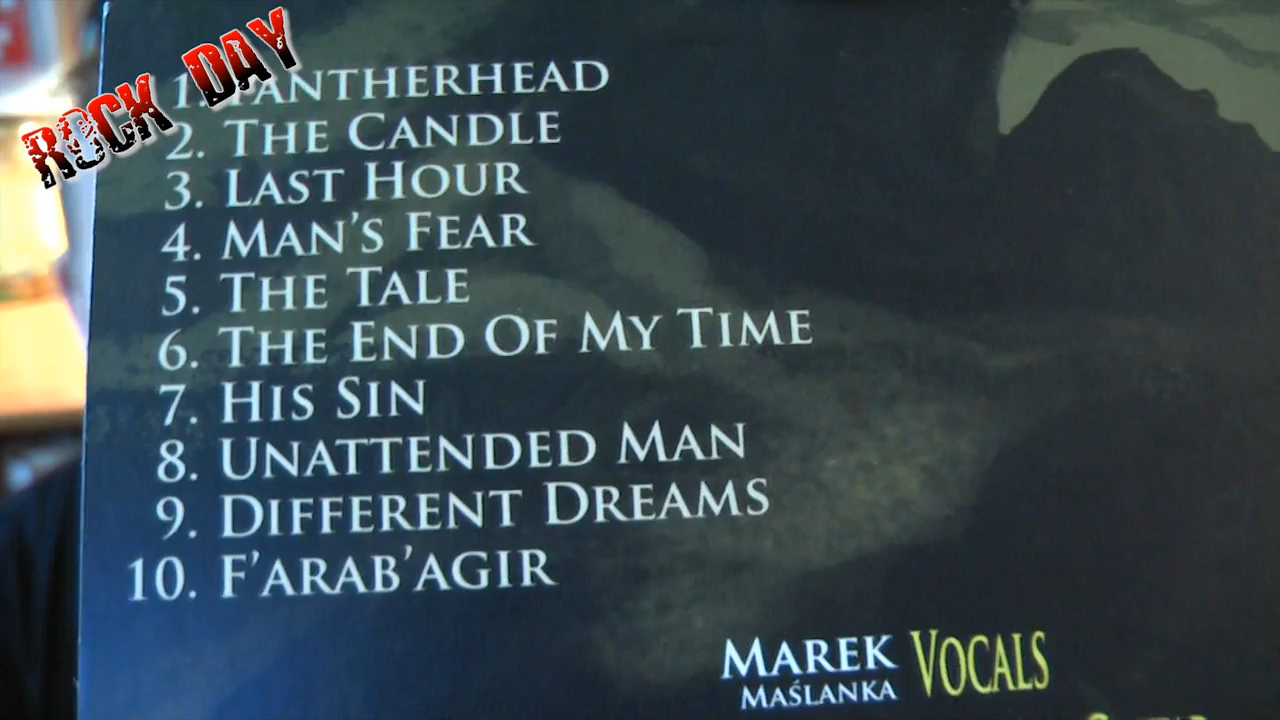 ROCK DAY
1. PANTHERHEAD
2. THE CANDLE
3. LAST HOUR
4. MAN'S FEAR
5. THE TALE
6. THE END OF MY TIME
7. HIS SIN
8. UNATTENDED MAN
9. DIFFERENT DREAMS
10. F'ARAB'AGIR
MAREK VOCALS
MAŚLANKA